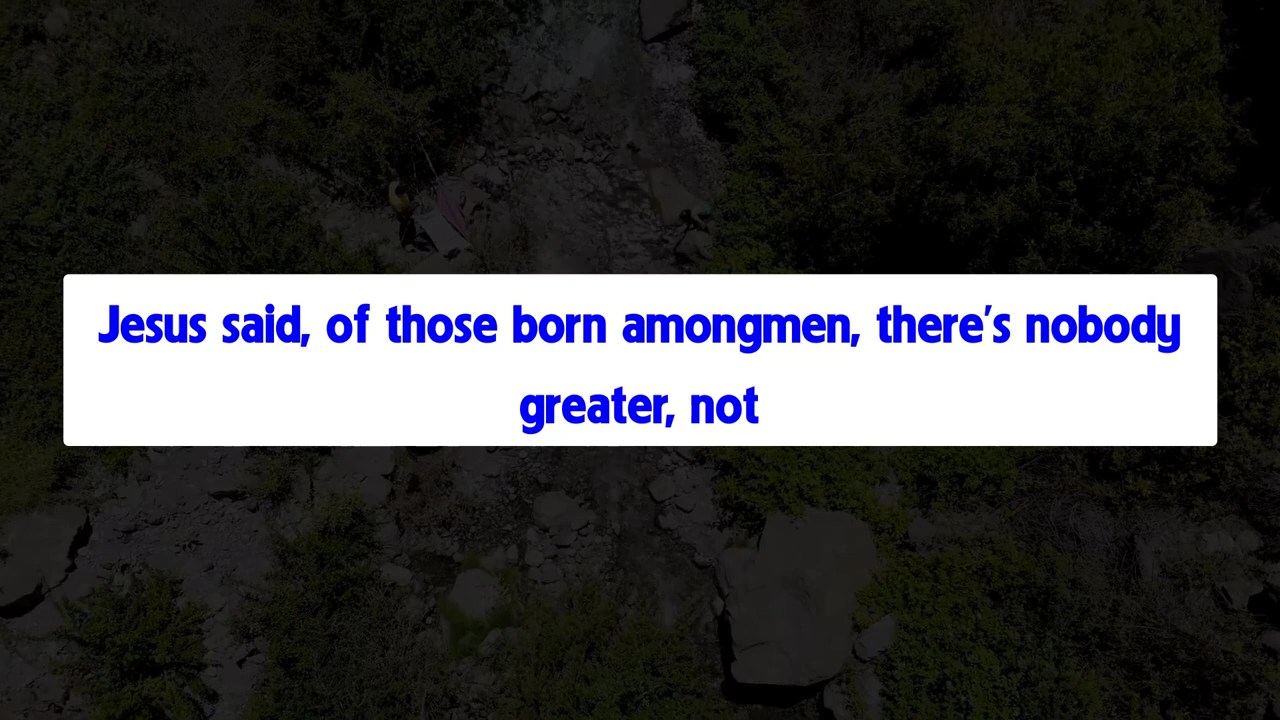 Jesus said, of those born amongmen, there's nobody
greater, not